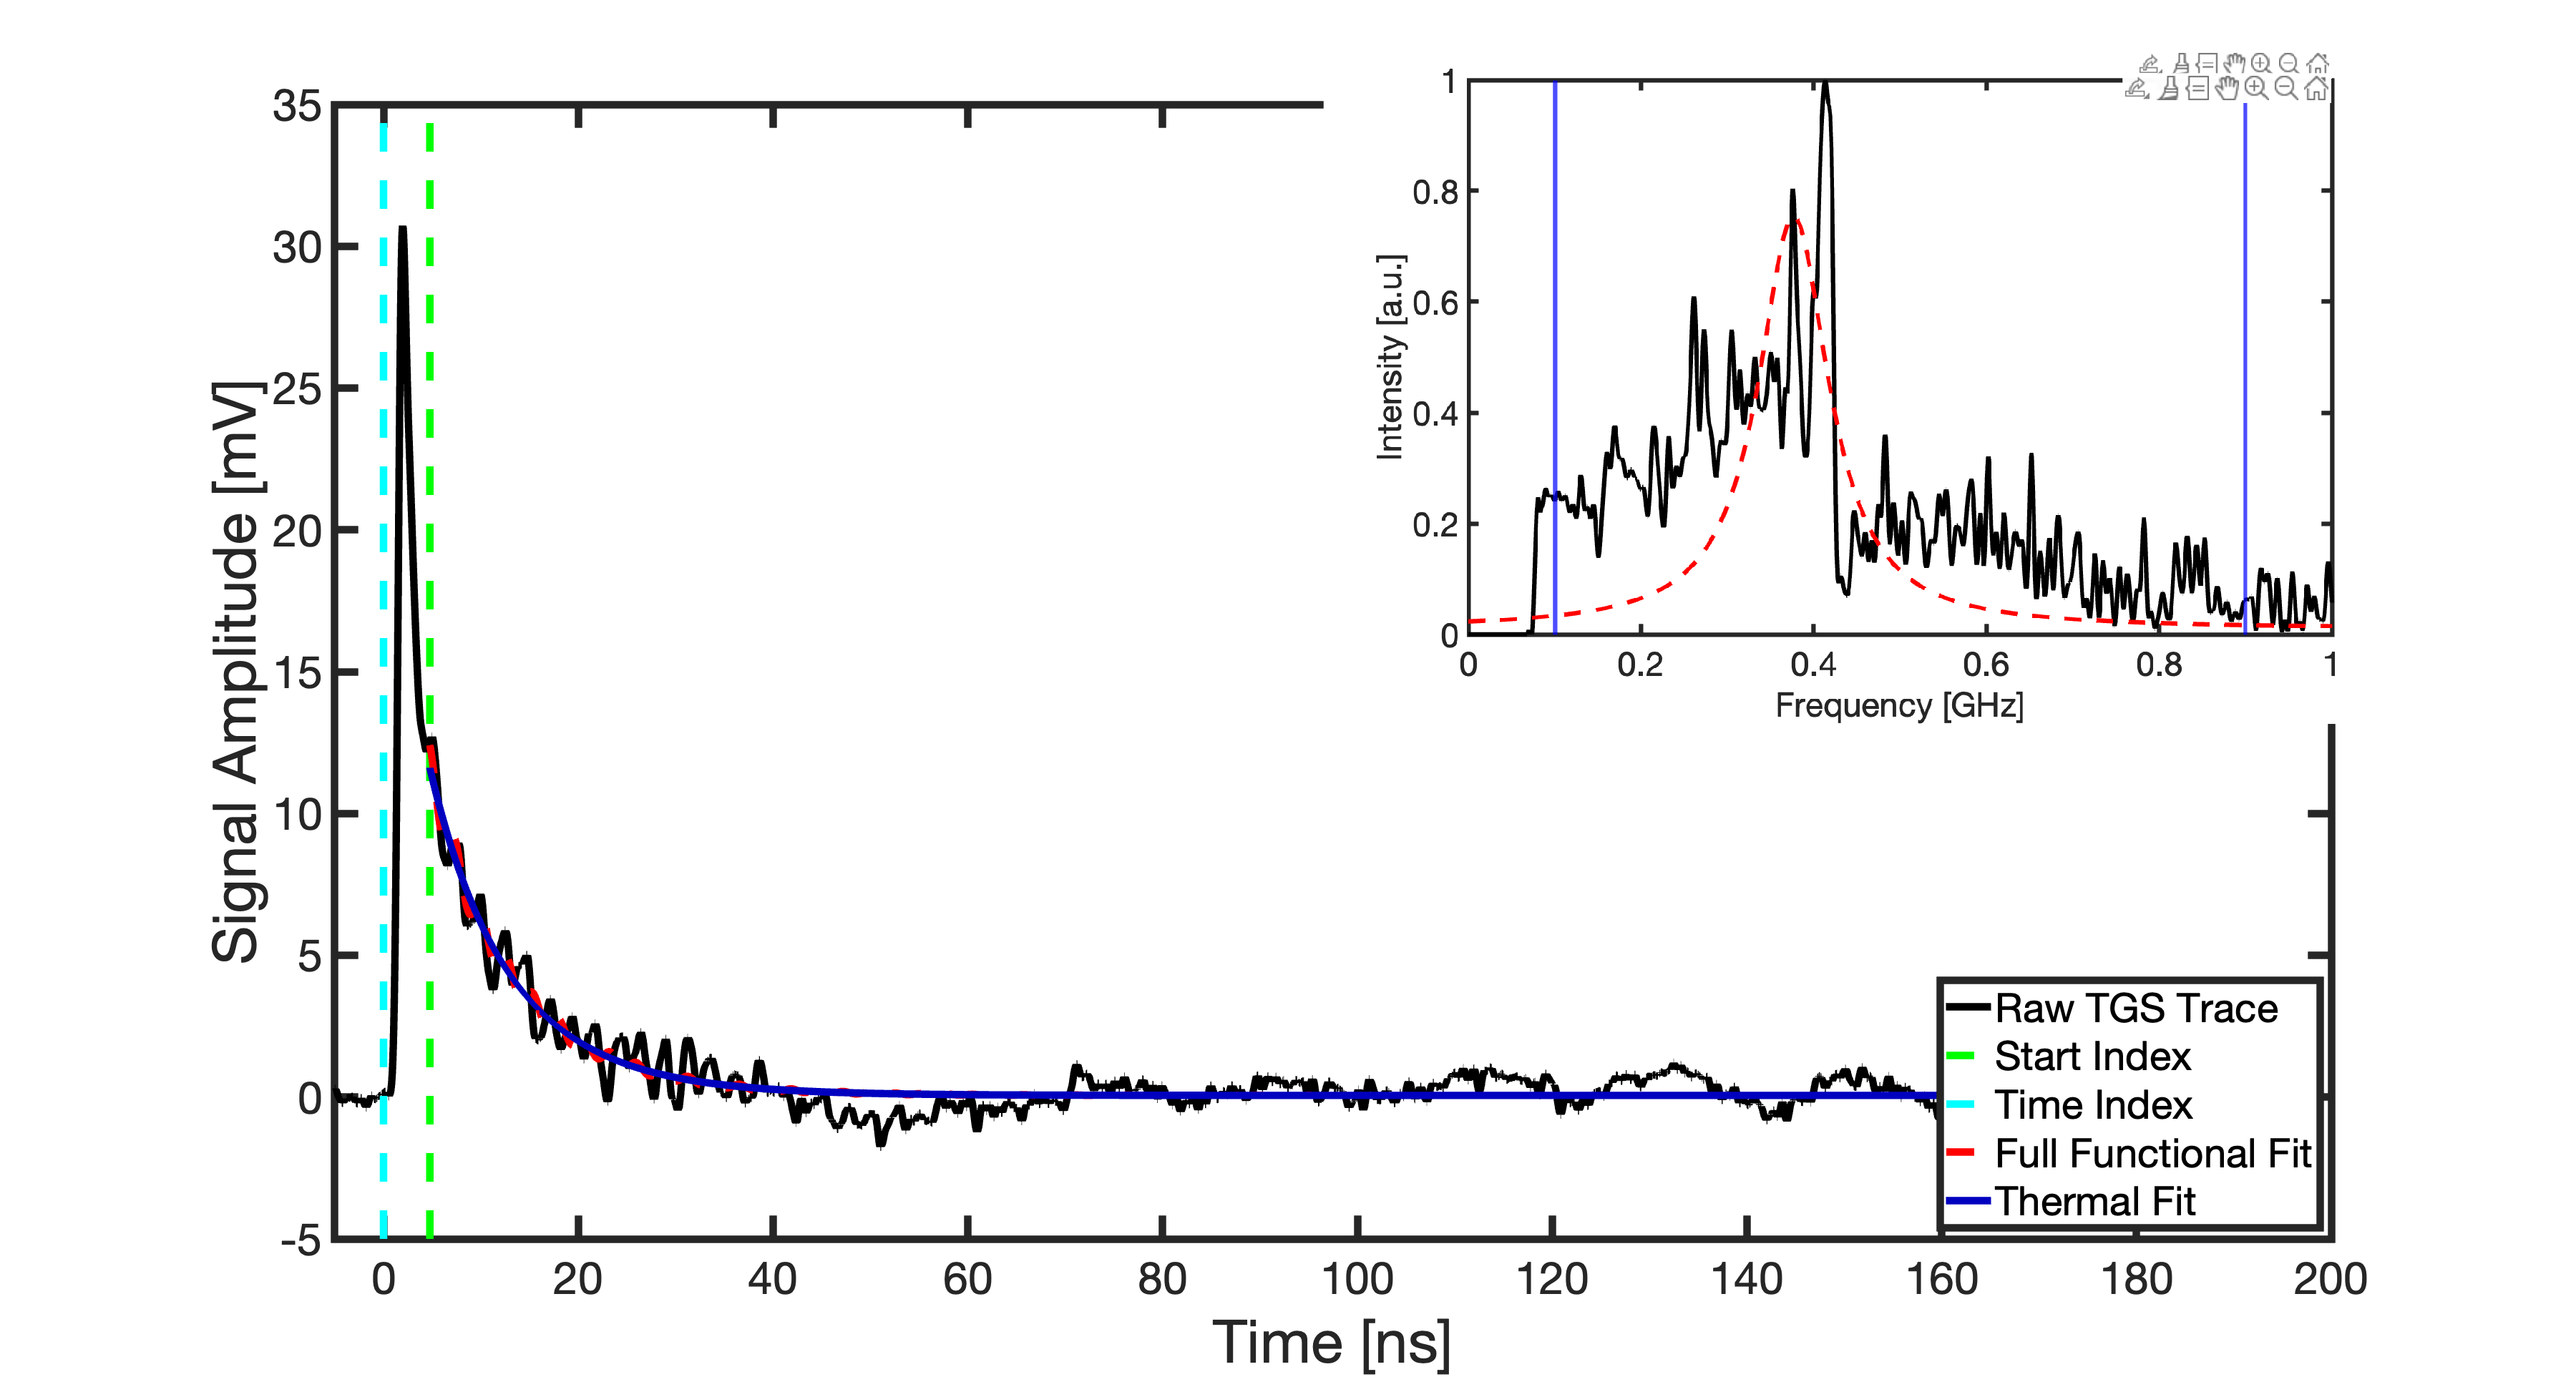 35
30
25
20
15
10
5
0
-5
Signal Amplitude [mV]
0 20 40 60 80 100 120 140 160 180 200
Time [ns]
1
0.8
0.6
0.4
0.2
0
Intensity [a.u.]
0 0.2 0.4 0.6 0.8 1
Frequency [GHz]
Raw TGS Trace
Start Index
Time Index
Full Functional Fit
Thermal Fit